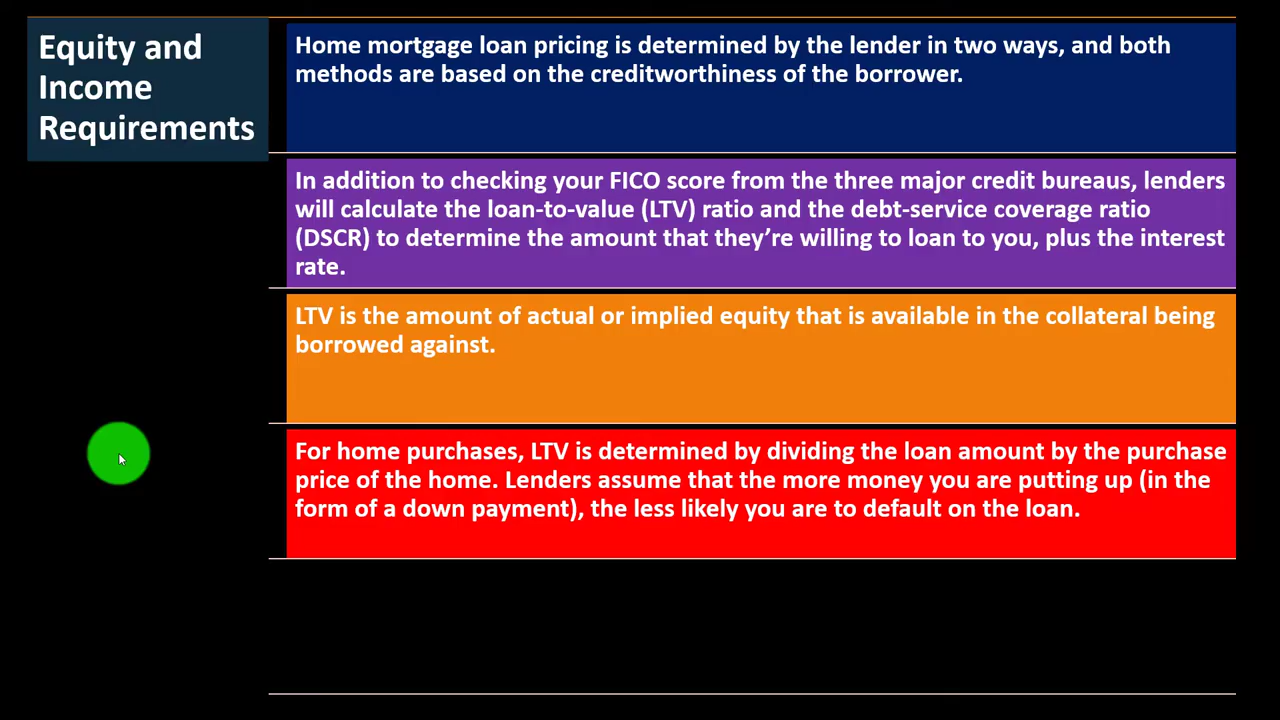 Equity and
Income
Requirements
Home mortgage loan pricing is determined by the lender in two ways, and both
methods are based on the creditworthiness of the borrower.
In addition to checking your FICO score from the three major credit bureaus, lenders
will calculate the loan-to-value (LTV) ratio and the debt-service coverage ratio
(DSCR) to determine the amount that they’re willing to loan to you, plus the interest
rate.
LTV is the amount of actual or implied equity that is available in the collateral being
borrowed against.
For home purchases, LTV is determined by dividing the loan amount by the purchase
price of the home. Lenders assume that the more money you are putting up (in the
form of a down payment), the less likely you are to default on the loan.